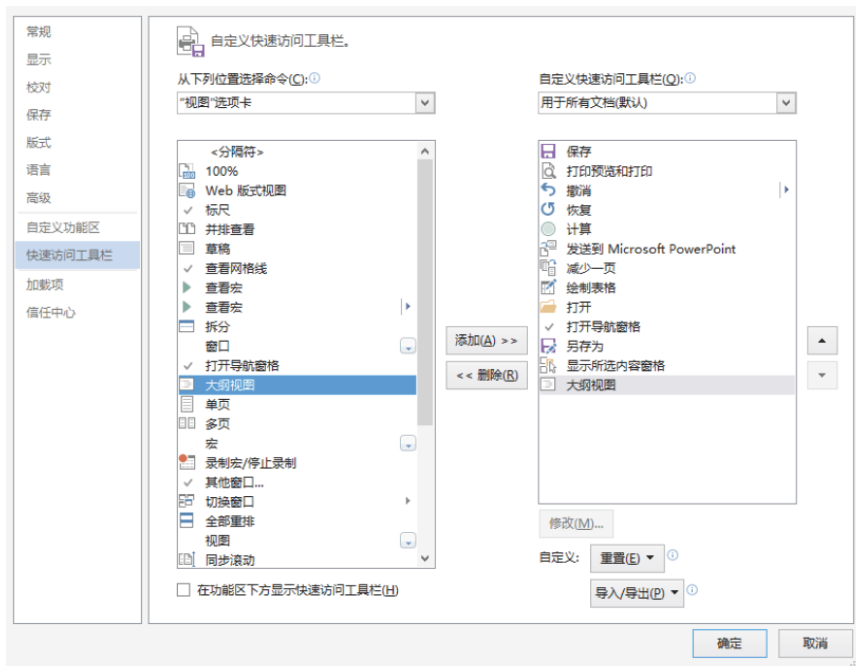 常规
显示
校对
保存
版式
语言
高级
自定义功能区
快速访问工具栏
加载项
信任中心
自定义快速访问工具栏。
从下列位置选择命令(C):
"视图"选项卡
<分隔符>
100%
Web 版式视图
标尺
并排查看
草稿
查看网格线
查看宏
查看宏
拆分
窗口
打开导航窗格
大纲视图
单页
多页
宏
录制宏/停止录制
其他窗口...
切换窗口
全部重排
视图
同步滚动
在功能区下方显示快速访问工具栏(H)
添加(A) >>
<< 删除(R)
自定义快速访问工具栏(Q):
用于所有文档(默认)
保存
打印预览和打印
撤消
恢复
计算
发送到 Microsoft PowerPoint
减少一页
绘制表格
打开
打开导航窗格
另存为
显示所选内容窗格
大纲视图
修改(M)...
自定义: 重置(E)
导入/导出(P)
确定 取消